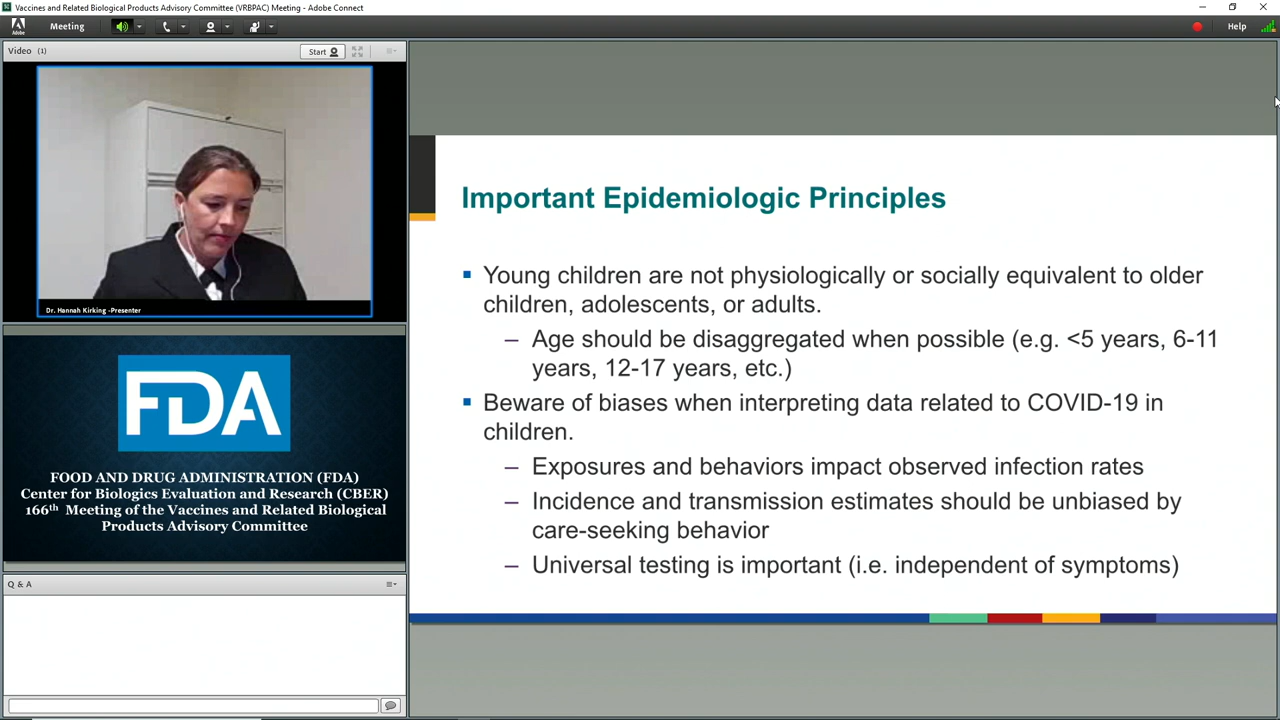 Vaccines and Related Biological Products Advisory Committee (VRBPAC) Meeting - Adobe Connect
Adobe
Meeting
Help
Video (1)
Start
Dr. Hannah Kirking -Presenter
FDA
FOOD AND DRUG ADMINISTRATION (FDA)
Center for Biologics Evaluation and Research (CBER)
166th Meeting of the Vaccines and Related Biological
Products Advisory Committee
Q & A
Important Epidemiologic Principles
▪ Young children are not physiologically or socially equivalent to older
children, adolescents, or adults.
– Age should be disaggregated when possible (e.g. <5 years, 6-11
years, 12-17 years, etc.)
▪ Beware of biases when interpreting data related to COVID-19 in
children.
– Exposures and behaviors impact observed infection rates
– Incidence and transmission estimates should be unbiased by
care-seeking behavior
– Universal testing is important (i.e. independent of symptoms)